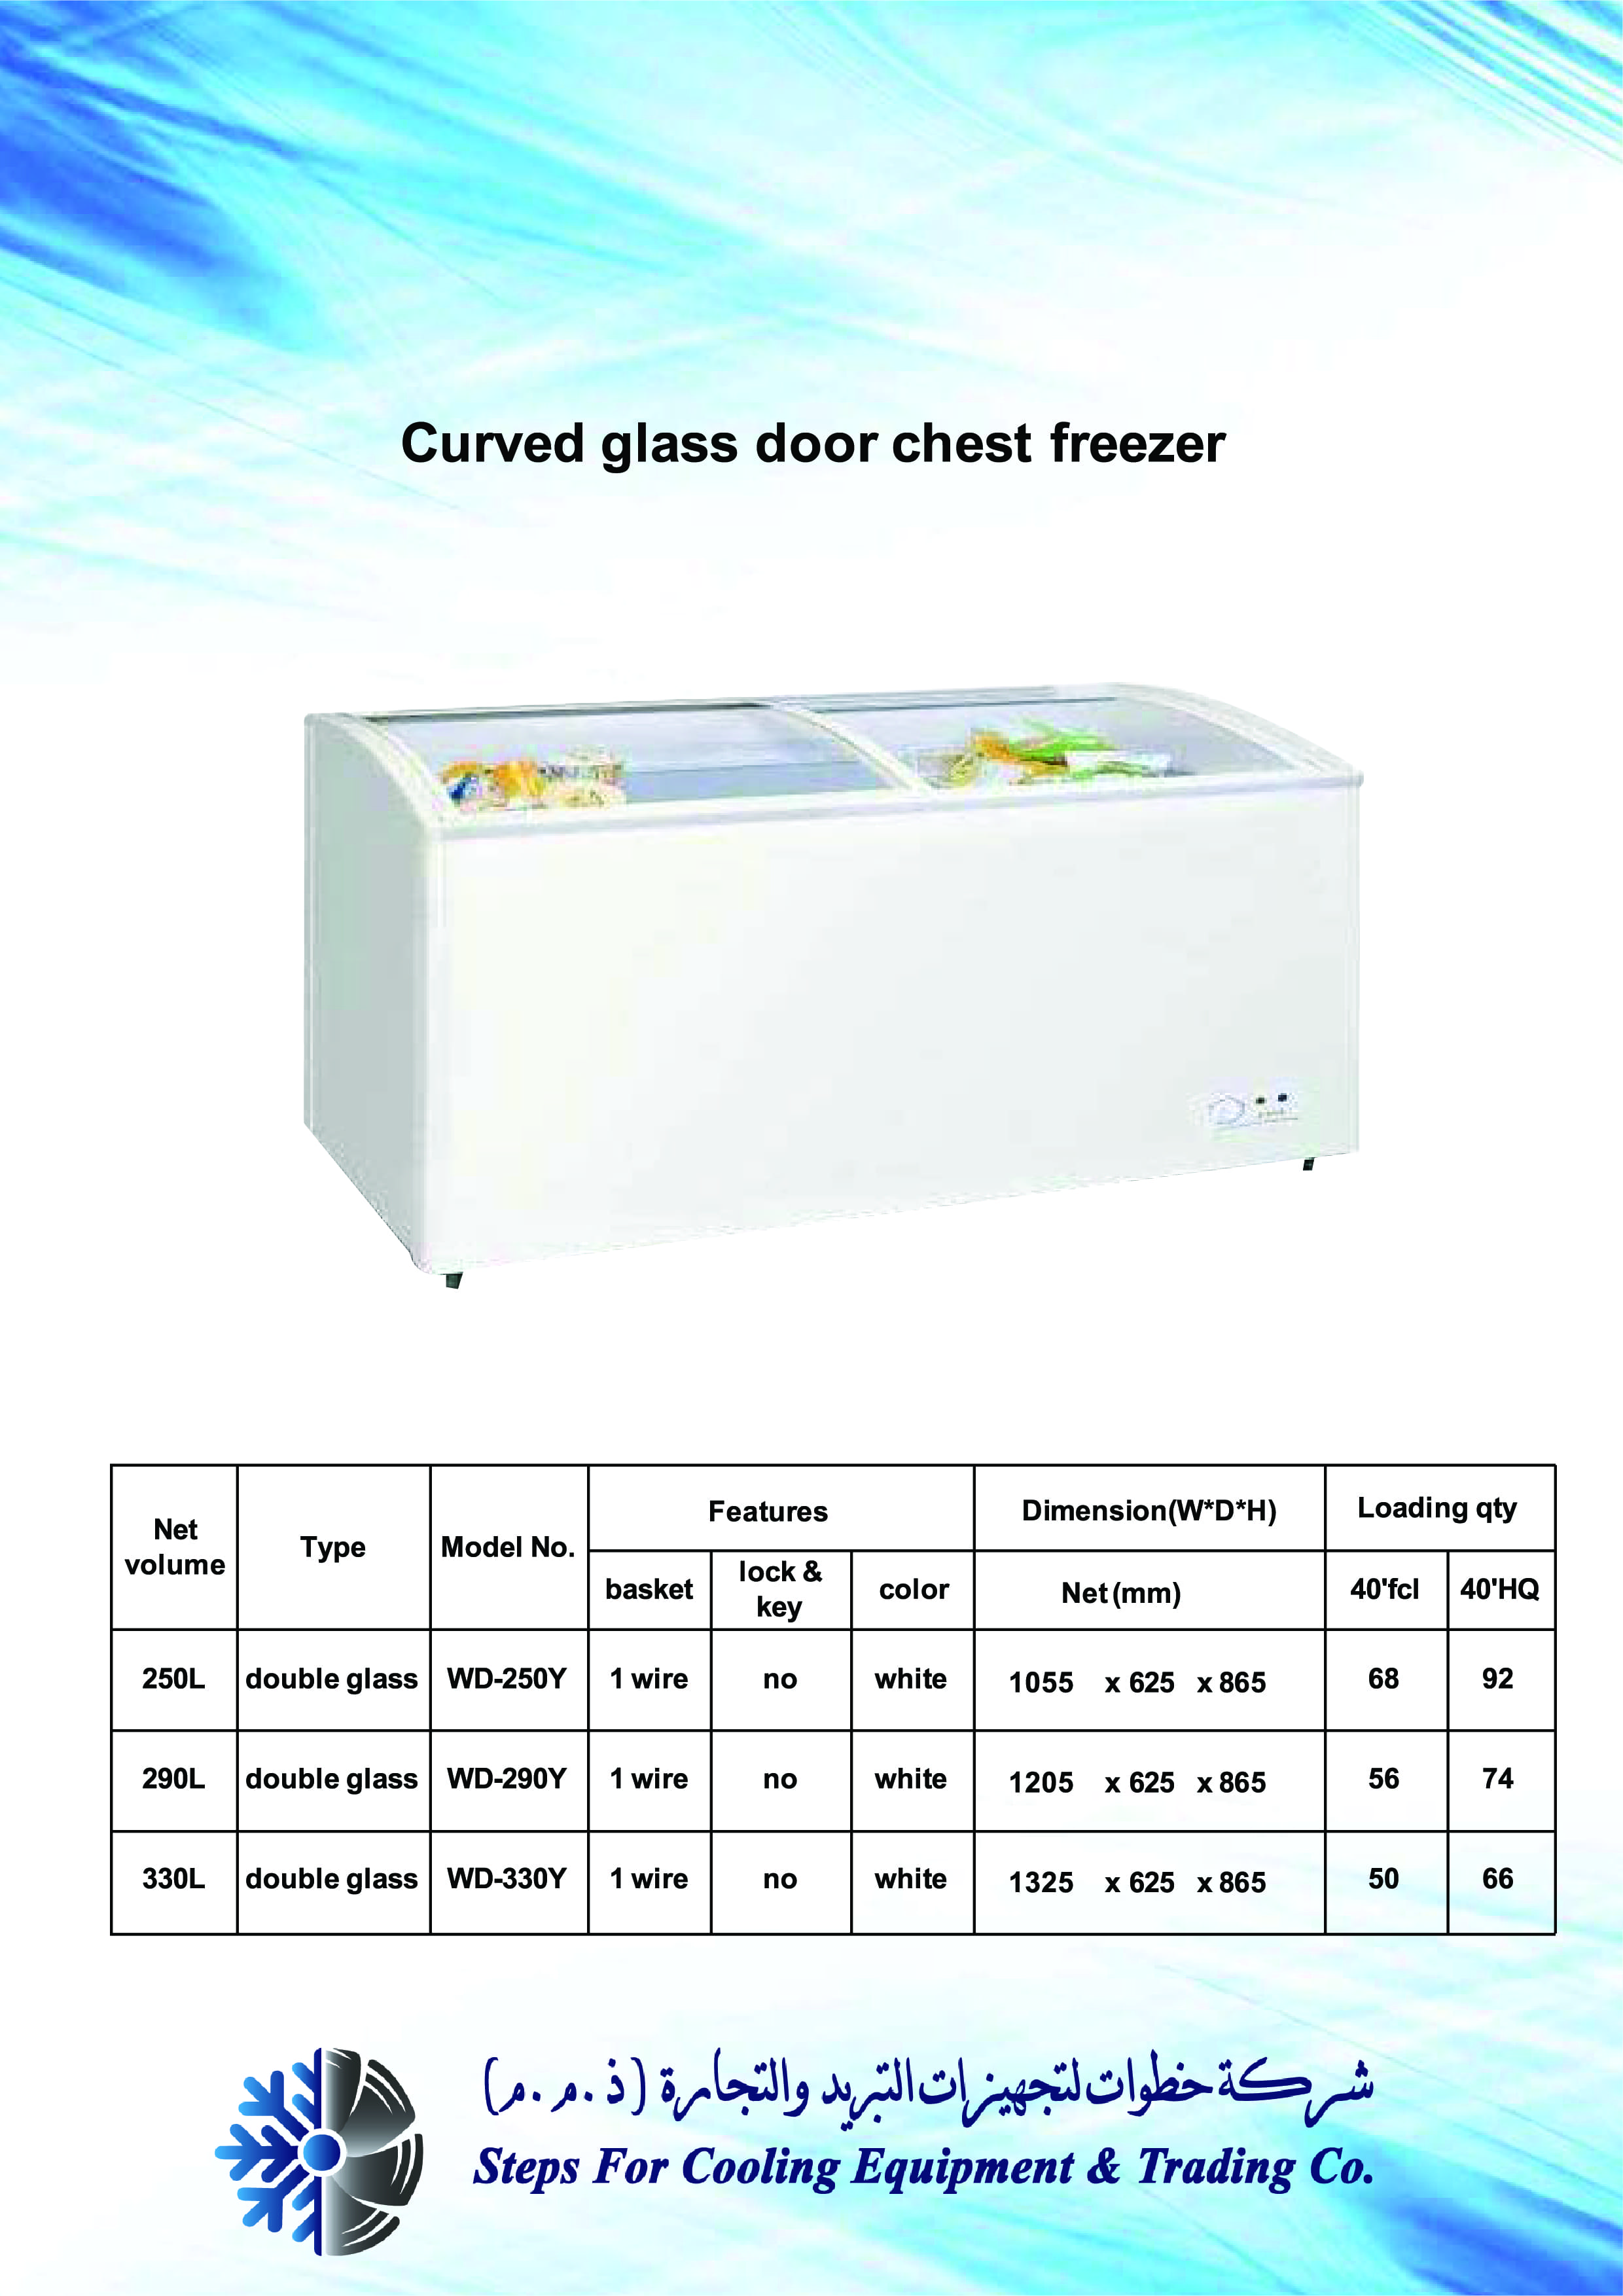 Curved glass door chest freezer
Net volume Type Model No. Features Dimension(W*D*H) Loading qty
basket lock & key color Net (mm) 40'fcl 40'HQ
250L double glass WD-250Y 1 wire no white 1055 x 625 x 865 68 92
290L double glass WD-290Y 1 wire no white 1205 x 625 x 865 56 74
330L double glass WD-330Y 1 wire no white 1325 x 625 x 865 50 66
شركة خطوات لتجهيزات التبريد والتجارة (ذ.م.م)
Steps For Cooling Equipment & Trading Co.